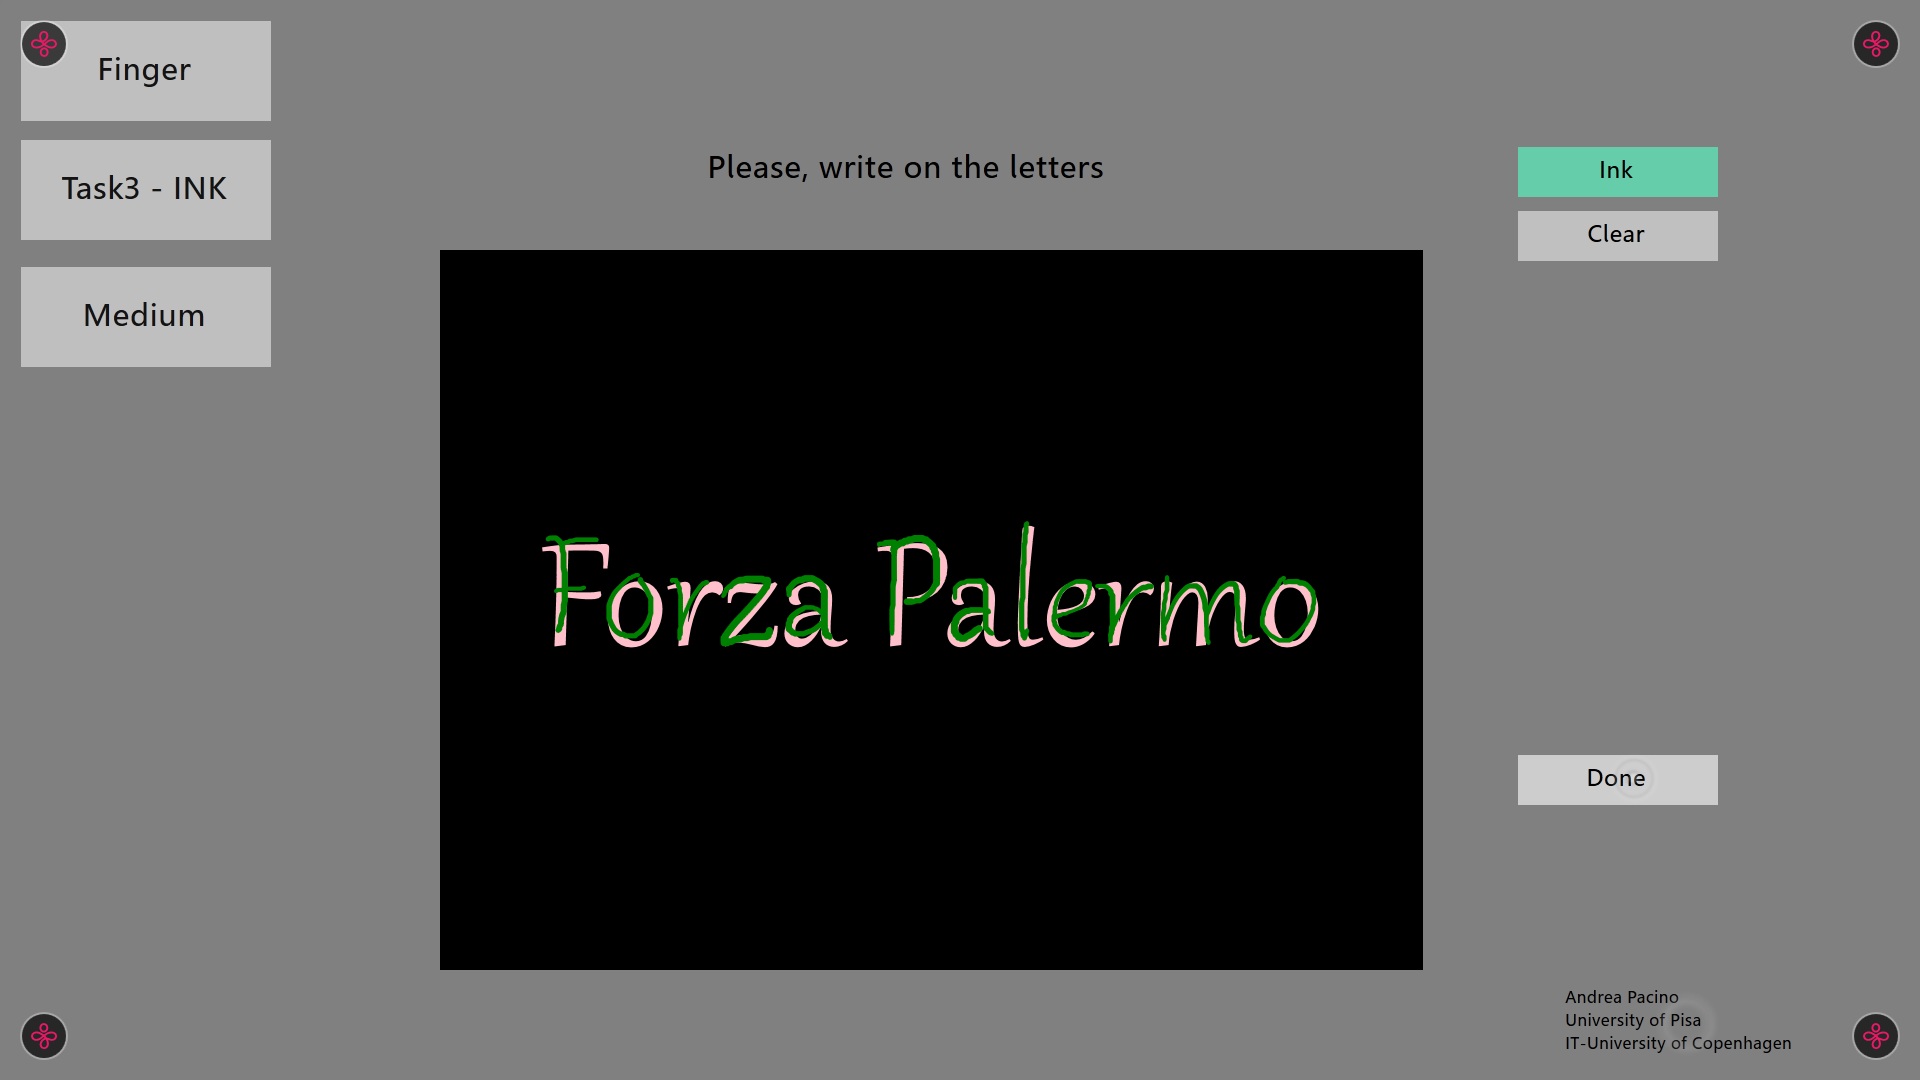 Finger
Task3 - INK
Medium
Please, write on the letters
Ink
Clear
Forza Palermo
Done
Andrea Pacino
University of Pisa
IT-University of Copenhagen